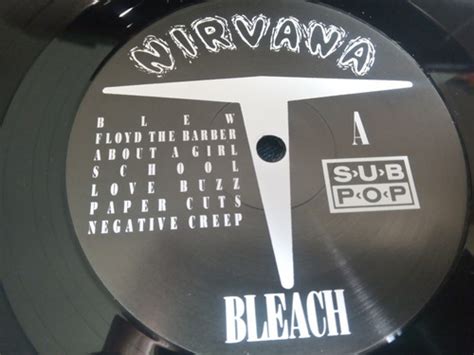 NIRVANA
BLEW
FLOYD THE BARBER
ABOUT A GIRL
SCHOOL
LOVE BUZZ
PAPER CUTS
NEGATIVE CREEP
A
SUB
POP
BLEACH